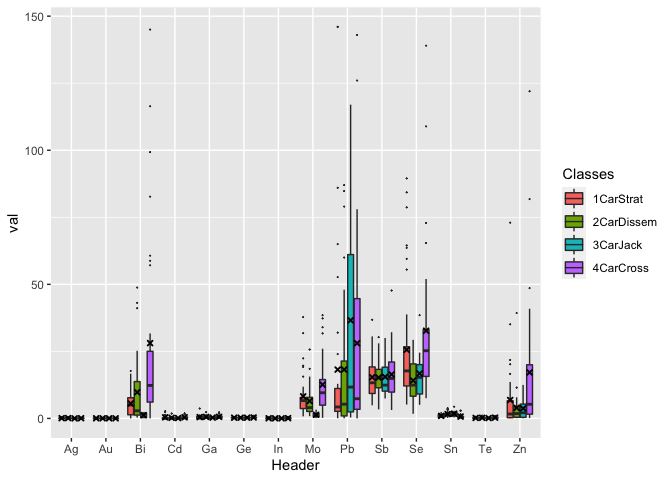 150
100
50
0
val
Ag Au Bi Cd Ga Ge In Mo Pb Sb Se Sn Te Zn
Header
Classes
1CarStrat
2CarDissem
3CarJack
4CarCross